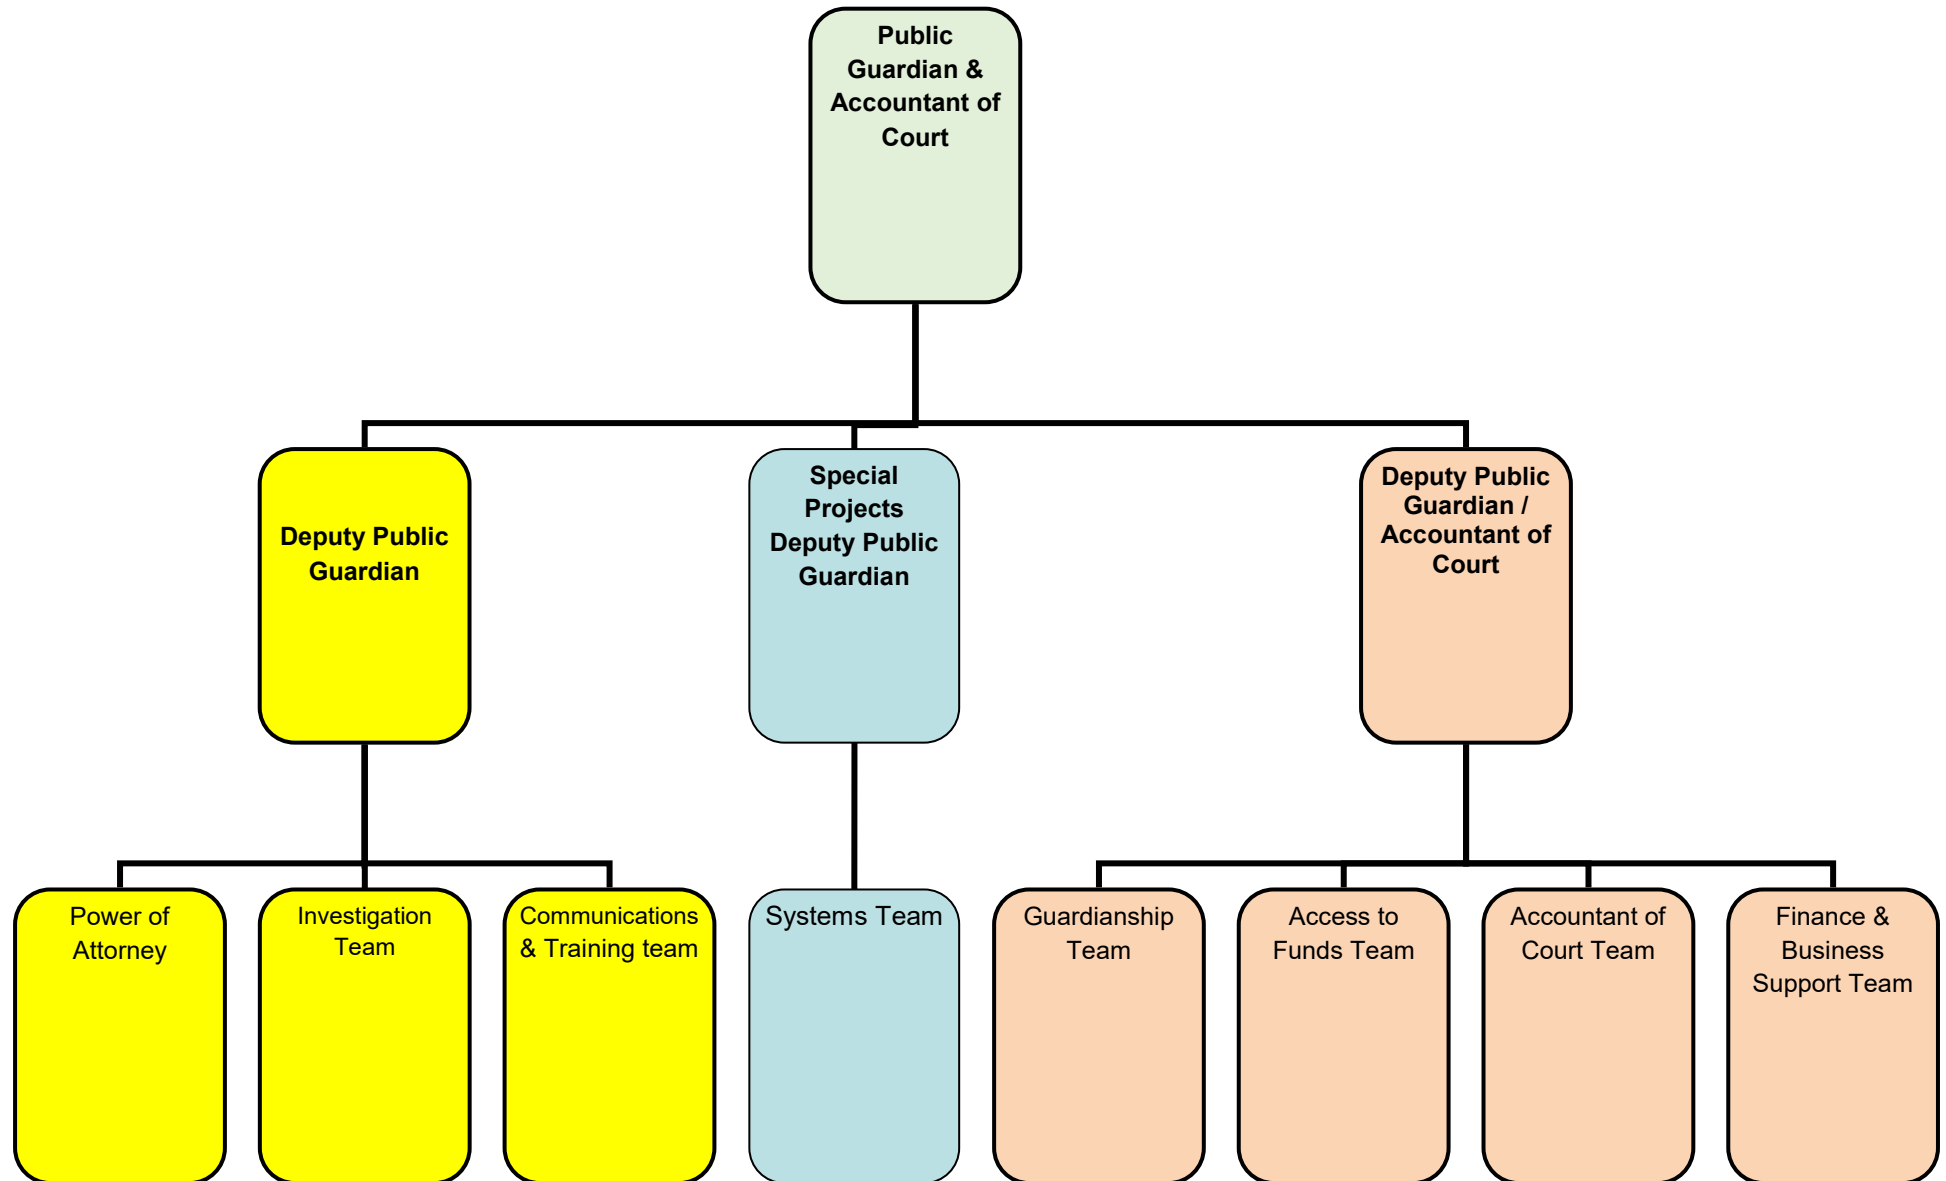 Public
Guardian &
Accountant of
Court
Deputy Public
Guardian
Special
Projects
Deputy Public
Guardian
Deputy Public
Guardian /
Accountant of
Court
Power of
Attorney
Investigation
Team
Communications
& Training team
Systems Team
Guardianship
Team
Access to
Funds Team
Accountant of
Court Team
Finance &
Business
Support Team